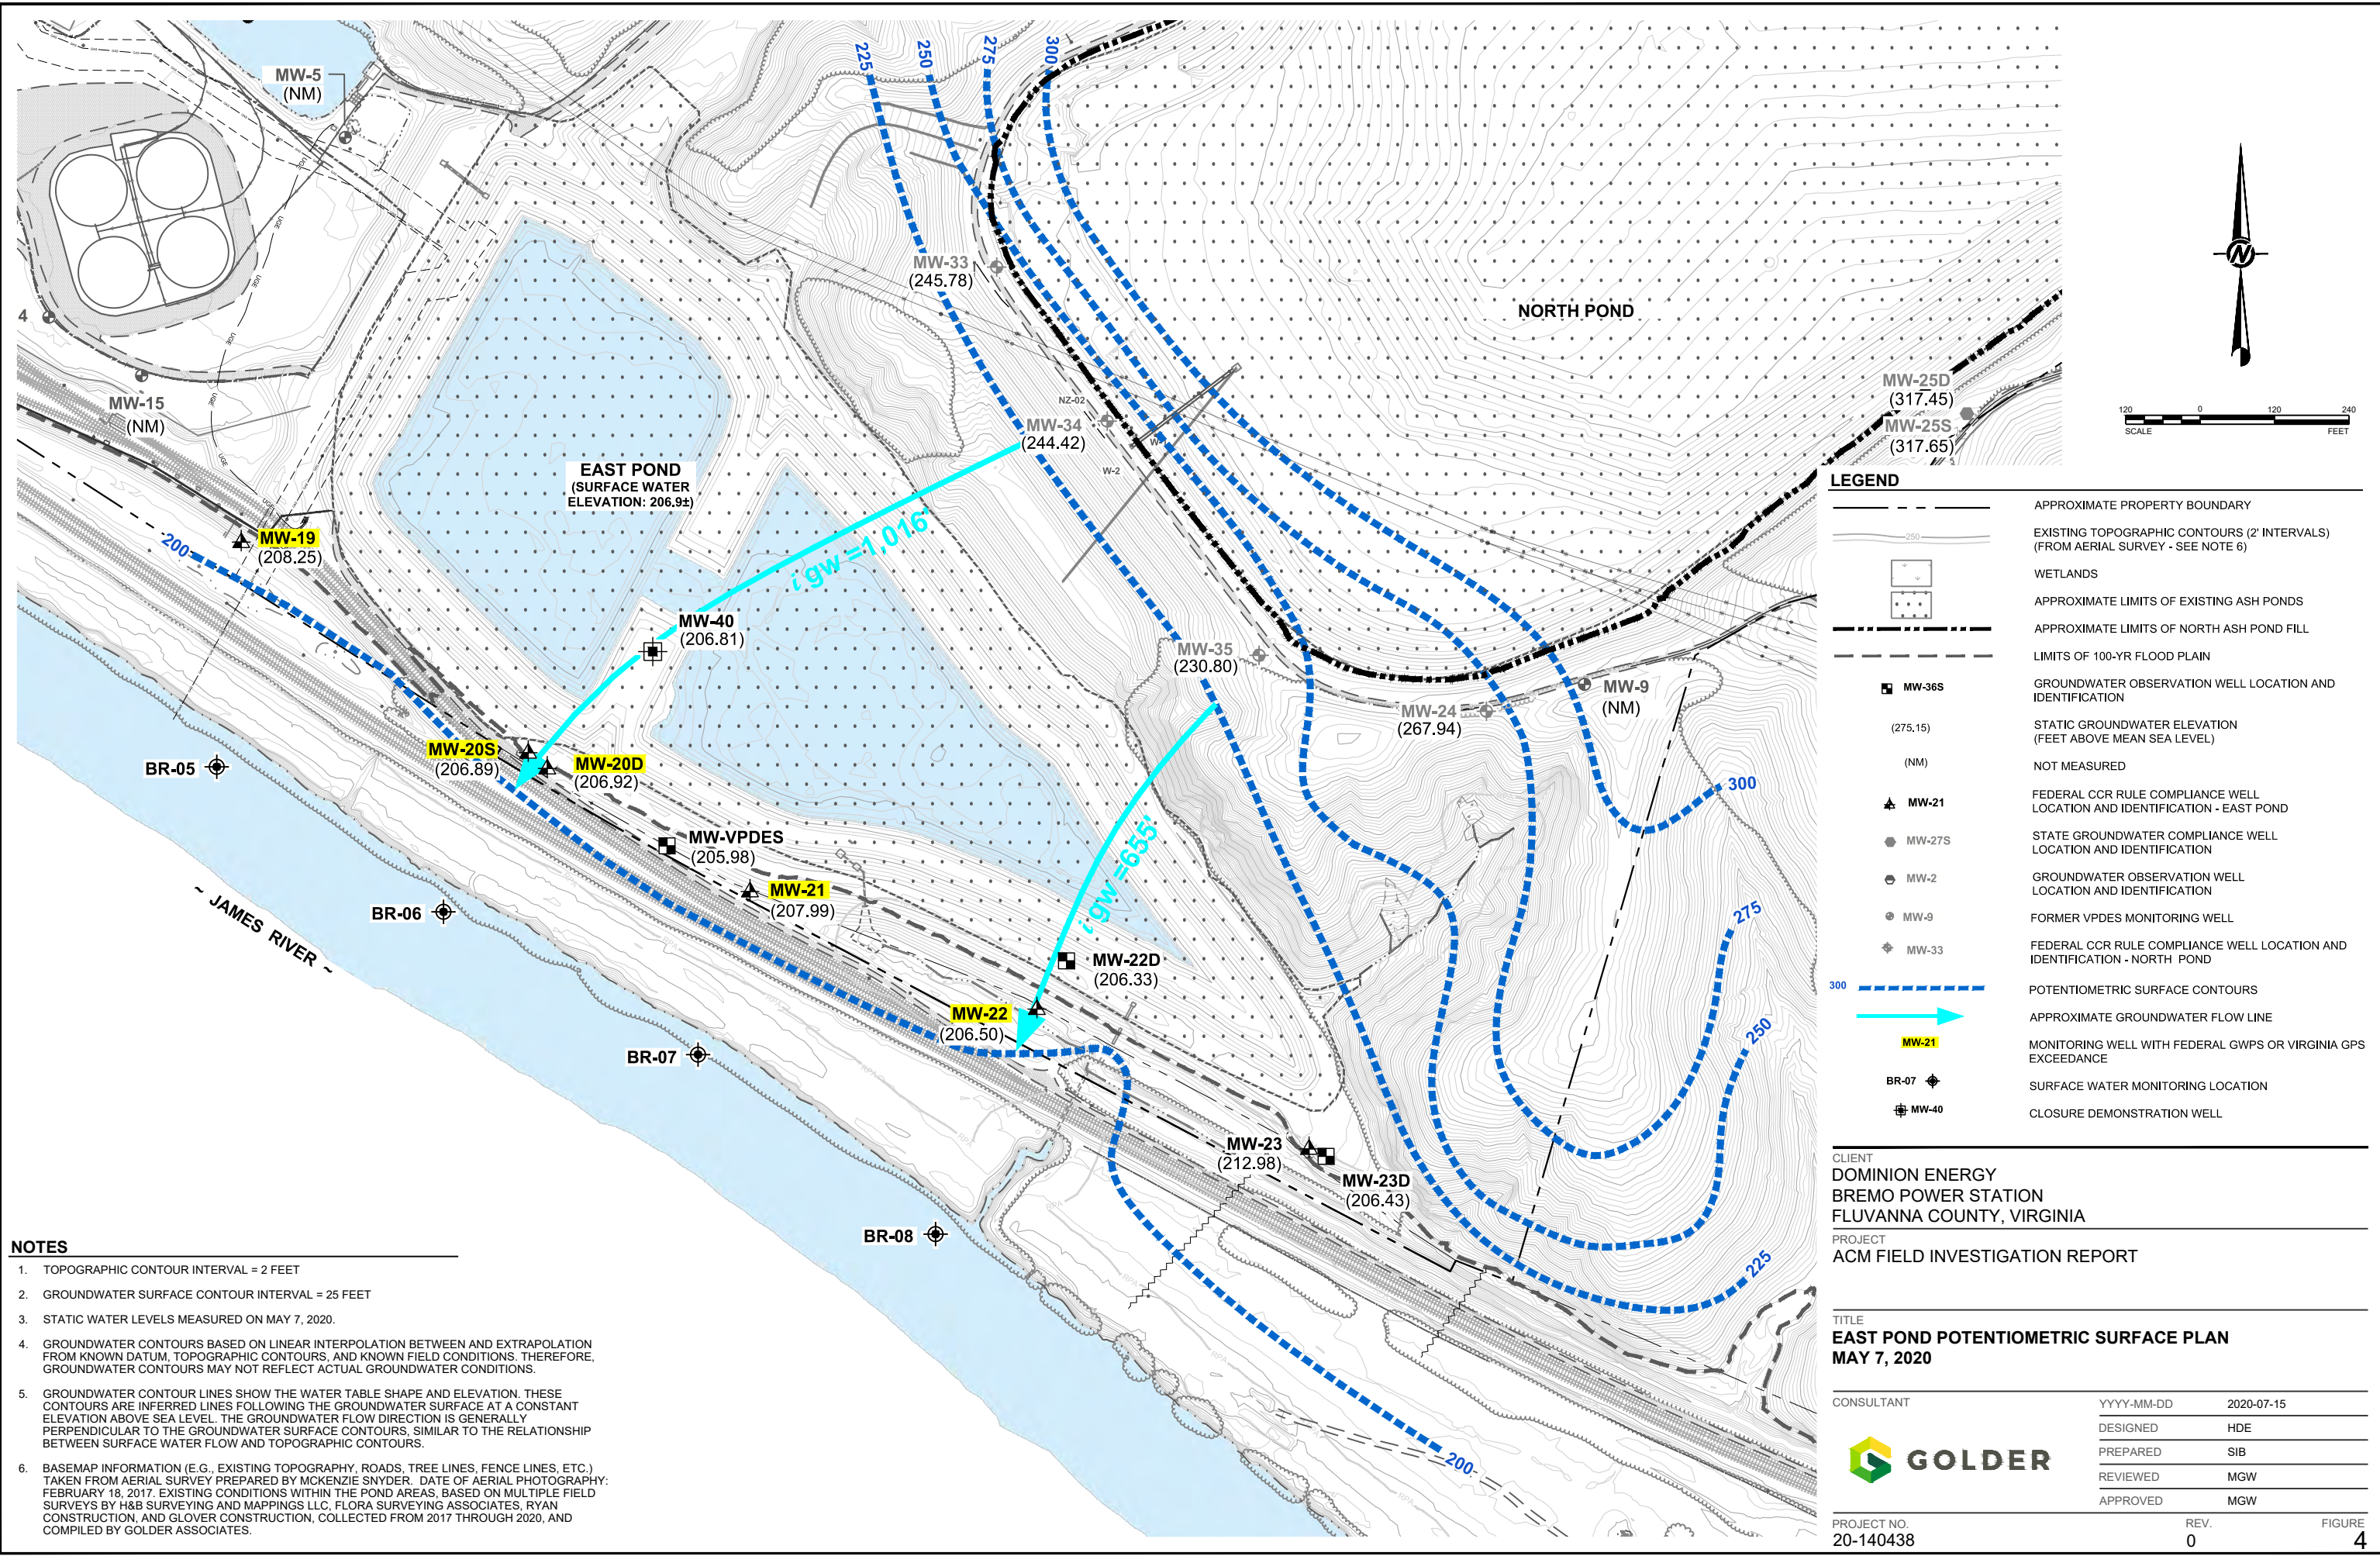 225
250
275
300
MW-5
(NM)
MW-33
(245.78)
NORTH POND
4
MW-15
(NM)
NZ-02
MW-34
(244.42)
W-2
MW-25D
(317.45)
MW-25S
(317.65)
120 0 120 240
SCALE FEET
EAST POND
(SURFACE WATER
ELEVATION: 206.9±)
i gw =1,016'
200
MW-19
(208.25)
MW-40
(206.81)
MW-35
(230.80)
MW-9
(NM)
MW-24
(267.94)
MW-20S
(206.89)
MW-20D
(206.92)
BR-05
300
MW-VPDES
(205.98)
i gw =655'
MW-21
(207.99)
BR-06
~ JAMES RIVER ~
275
MW-22D
(206.33)
MW-22
(206.50)
250
BR-07
MW-23
(212.98)
MW-23D
(206.43)
BR-08
225
200
UGE
UGE
UGE
UGE
UGE
RPA
RPA
RPA
RPA
LEGEND
APPROXIMATE PROPERTY BOUNDARY
250
EXISTING TOPOGRAPHIC CONTOURS (2' INTERVALS)
(FROM AERIAL SURVEY - SEE NOTE 6)
WETLANDS
APPROXIMATE LIMITS OF EXISTING ASH PONDS
APPROXIMATE LIMITS OF NORTH ASH POND FILL
LIMITS OF 100-YR FLOOD PLAIN
MW-36S GROUNDWATER OBSERVATION WELL LOCATION AND
IDENTIFICATION
(275.15) STATIC GROUNDWATER ELEVATION
(FEET ABOVE MEAN SEA LEVEL)
(NM) NOT MEASURED
MW-21 FEDERAL CCR RULE COMPLIANCE WELL
LOCATION AND IDENTIFICATION - EAST POND
MW-27S STATE GROUNDWATER COMPLIANCE WELL
LOCATION AND IDENTIFICATION
MW-2 GROUNDWATER OBSERVATION WELL
LOCATION AND IDENTIFICATION
MW-9 FORMER VPDES MONITORING WELL
MW-33 FEDERAL CCR RULE COMPLIANCE WELL LOCATION AND
IDENTIFICATION - NORTH POND
300 POTENTIOMETRIC SURFACE CONTOURS
APPROXIMATE GROUNDWATER FLOW LINE
MW-21 MONITORING WELL WITH FEDERAL GWPS OR VIRGINIA GPS
EXCEEDANCE
BR-07 SURFACE WATER MONITORING LOCATION
MW-40 CLOSURE DEMONSTRATION WELL
NOTES
1. TOPOGRAPHIC CONTOUR INTERVAL = 2 FEET
2. GROUNDWATER SURFACE CONTOUR INTERVAL = 25 FEET
3. STATIC WATER LEVELS MEASURED ON MAY 7, 2020.
4. GROUNDWATER CONTOURS BASED ON LINEAR INTERPOLATION BETWEEN AND EXTRAPOLATION
FROM KNOWN DATUM, TOPOGRAPHIC CONTOURS, AND KNOWN FIELD CONDITIONS. THEREFORE,
GROUNDWATER CONTOURS MAY NOT REFLECT ACTUAL GROUNDWATER CONDITIONS.
5. GROUNDWATER CONTOUR LINES SHOW THE WATER TABLE SHAPE AND ELEVATION. THESE
CONTOURS ARE INFERRED LINES FOLLOWING THE GROUNDWATER SURFACE AT A CONSTANT
ELEVATION ABOVE SEA LEVEL. THE GROUNDWATER FLOW DIRECTION IS GENERALLY
PERPENDICULAR TO THE GROUNDWATER SURFACE CONTOURS, SIMILAR TO THE RELATIONSHIP
BETWEEN SURFACE WATER FLOW AND TOPOGRAPHIC CONTOURS.
6. BASEMAP INFORMATION (E.G., EXISTING TOPOGRAPHY, ROADS, TREE LINES, FENCE LINES, ETC.)
TAKEN FROM AERIAL SURVEY PREPARED BY MCKENZIE SNYDER. DATE OF AERIAL PHOTOGRAPHY:
FEBRUARY 18, 2017. EXISTING CONDITIONS WITHIN THE POND AREAS, BASED ON MULTIPLE FIELD
SURVEYS BY H&B SURVEYING AND MAPPINGS LLC, FLORA SURVEYING ASSOCIATES, RYAN
CONSTRUCTION, AND GLOVER CONSTRUCTION, COLLECTED FROM 2017 THROUGH 2020, AND
COMPILED BY GOLDER ASSOCIATES.
CLIENT
DOMINION ENERGY
BREMO POWER STATION
FLUVANNA COUNTY, VIRGINIA
PROJECT
ACM FIELD INVESTIGATION REPORT
TITLE
EAST POND POTENTIOMETRIC SURFACE PLAN
MAY 7, 2020
CONSULTANT
GOLDER
YYYY-MM-DD 2020-07-15
DESIGNED HDE
PREPARED SIB
REVIEWED MGW
APPROVED MGW
PROJECT NO. REV. FIGURE
20-140438 0 4